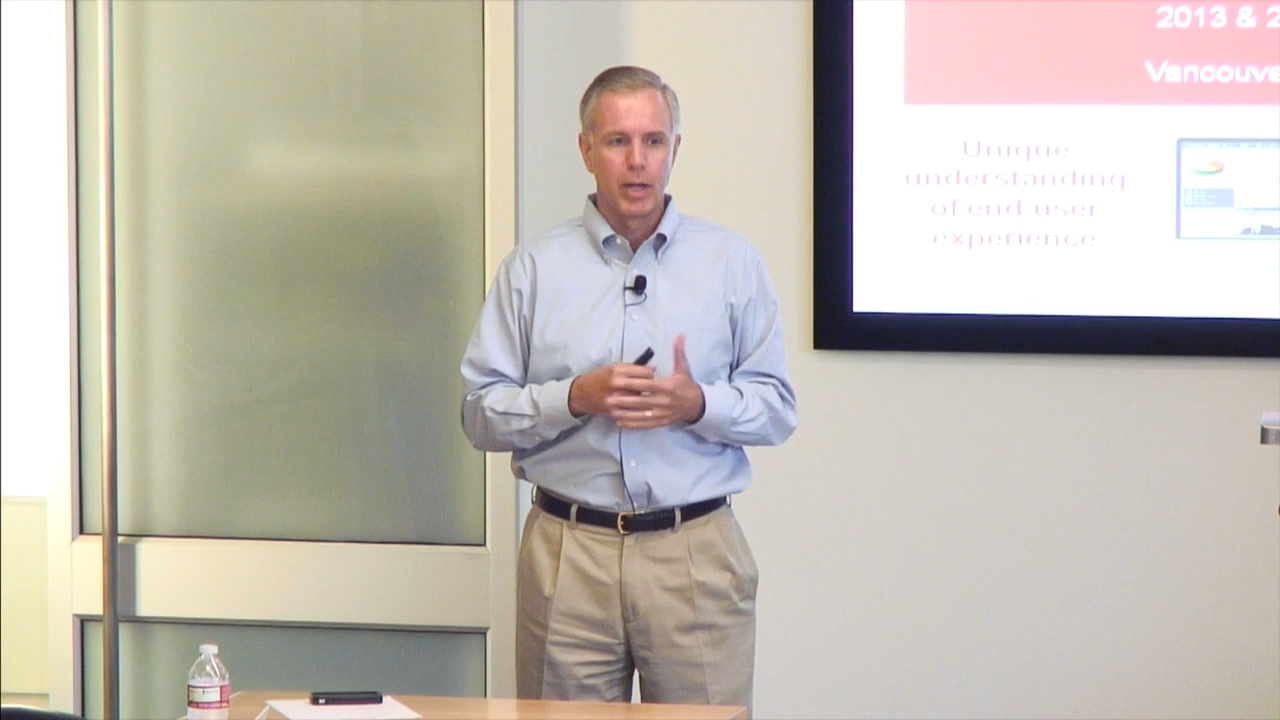 2013 & 2
Vancouve
Unique
understanding
of end user
experience